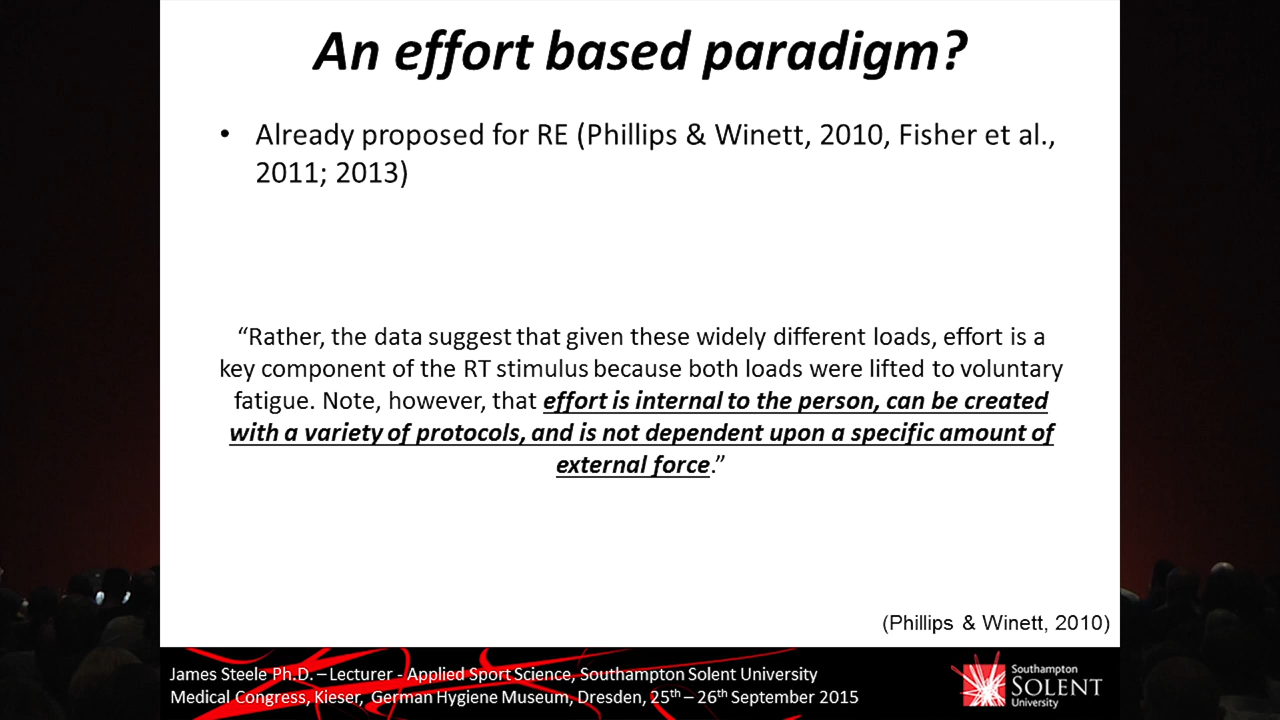 An effort based paradigm?
• Already proposed for RE (Phillips & Winett, 2010, Fisher et al.,
2011; 2013)
“Rather, the data suggest that given these widely different loads, effort is a
key component of the RT stimulus because both loads were lifted to voluntary
fatigue. Note, however, that effort is internal to the person, can be created
with a variety of protocols, and is not dependent upon a specific amount of
external force.”
(Phillips & Winett, 2010)
James Steele Ph.D. – Lecturer - Applied Sport Science, Southampton Solent University
Medical Congress, Kieser, German Hygiene Museum, Dresden, 25th – 26th September 2015
Southampton
SOLENT
University